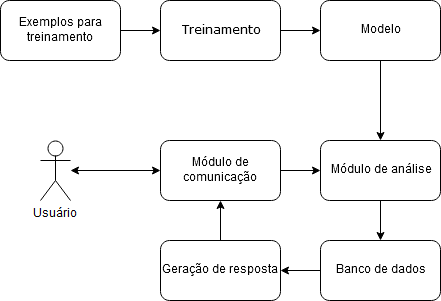 Exemplos para
treinamento
Treinamento
Modelo
Módulo de
comunicação
Módulo de análise
Usuário
Geração de resposta
Banco de dados